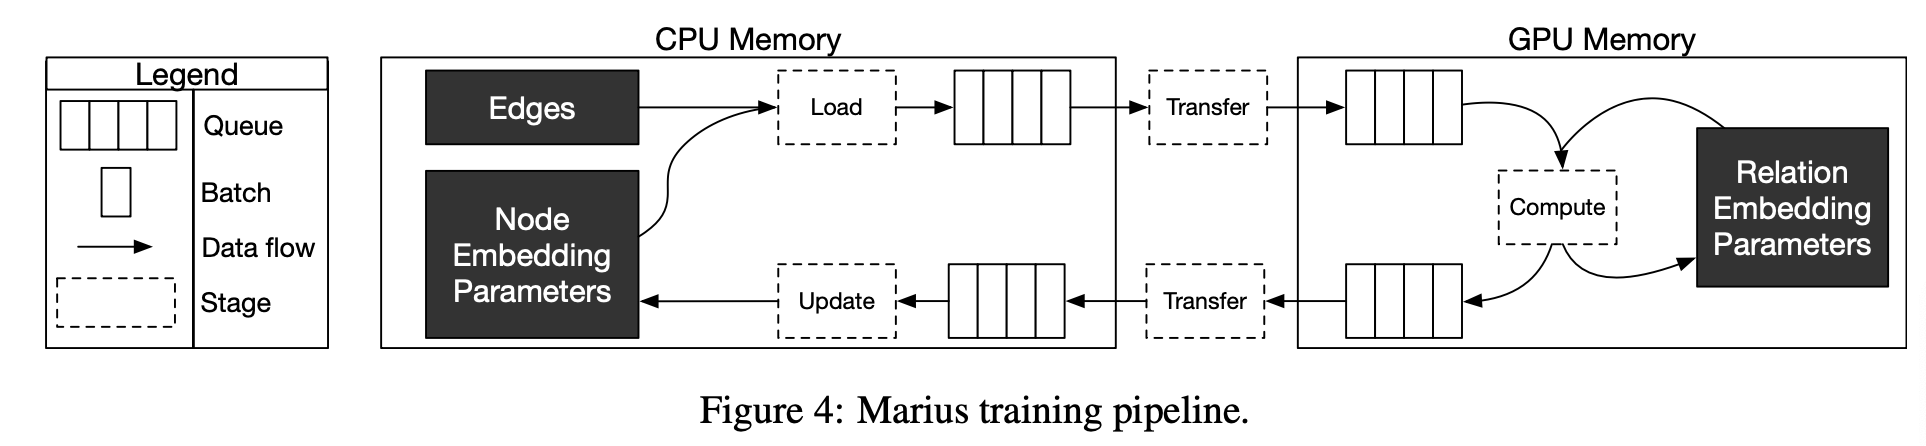 Legend
Queue
Batch
Data flow
Stage
CPU Memory
Edges
Node
Embedding
Parameters
Load
Update
Transfer
Transfer
GPU Memory
Compute
Relation
Embedding
Parameters
Figure 4: Marius training pipeline.